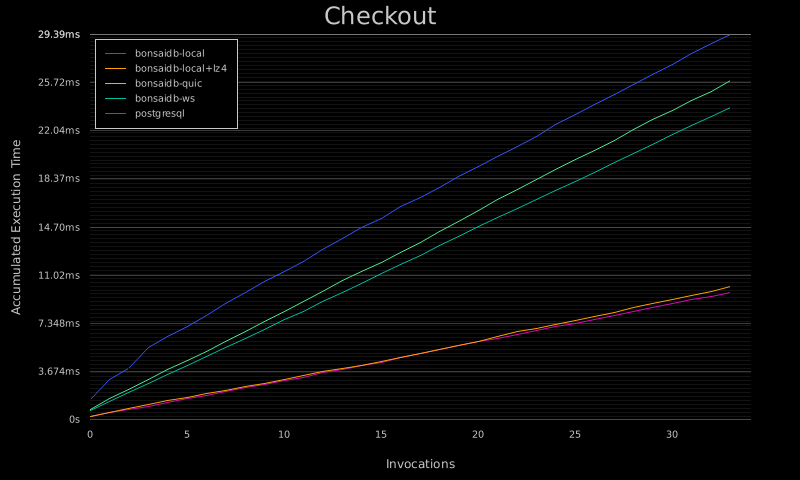 Checkout
29.39ms
25.72ms
22.04ms
18.37ms
14.70ms
11.02ms
7.348ms
3.674ms
0s
Accumulated Execution Time
bonsaidb-local
bonsaidb-local+lz4
bonsaidb-quic
bonsaidb-ws
postgresql
0 5 10 15 20 25 30
Invocations